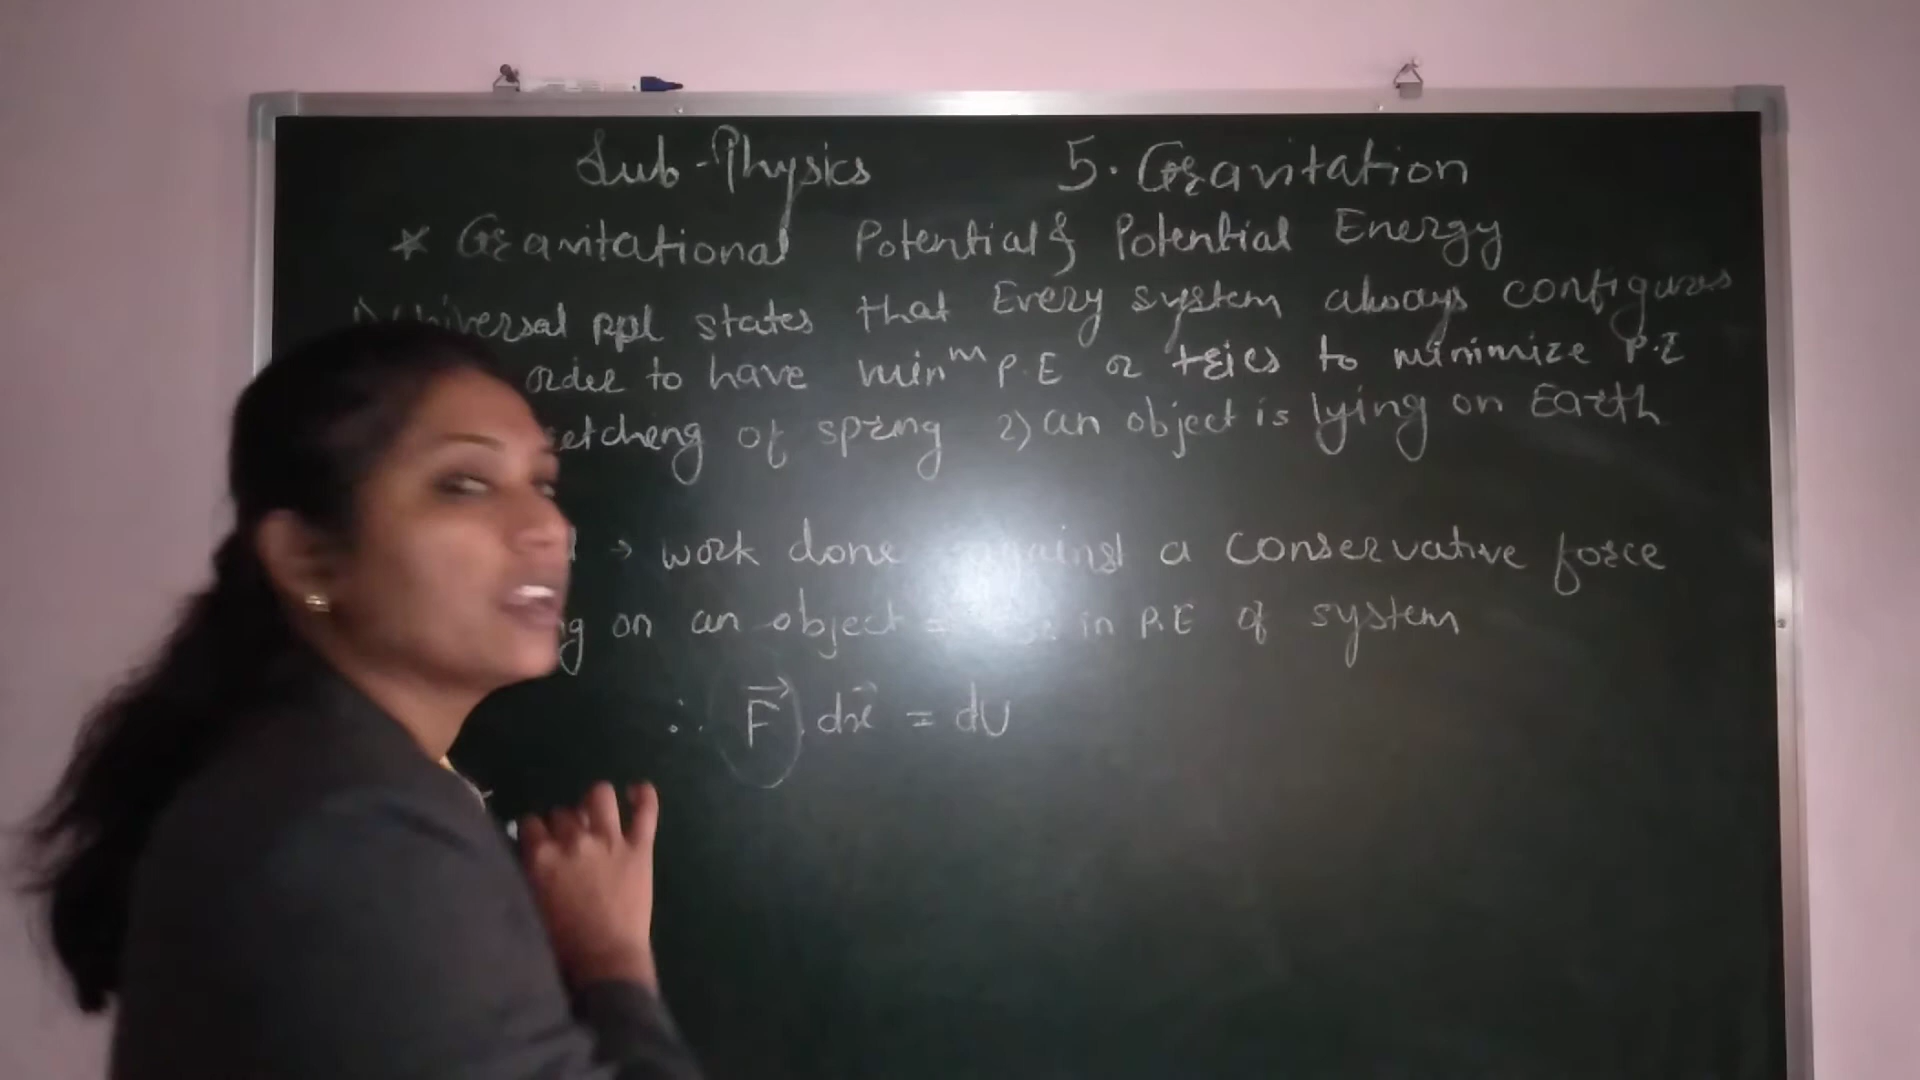 Sub-Physics 5. Gravitation
* Gravitational Potential & Potential Energy
1) Universal ppl states that Every system always configures
order to have minᵐ P.E or tries to minimize P.E
of spring 2) an object is lying on Earth
→ work done against a conservative force
on an object = in P.E of system
∴ F⃗ . dx⃗ = dU